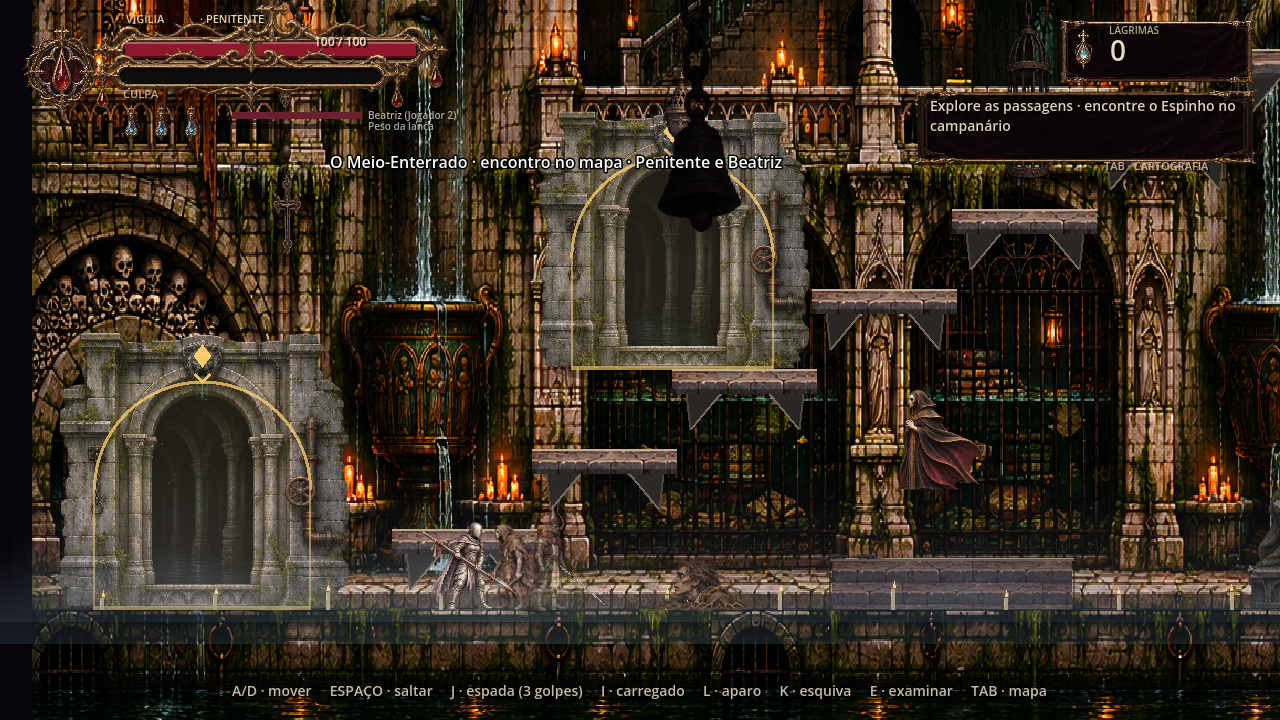 VIGÍLIA
PENITENTE
100 / 100
CULPA
Beatriz (Jogador 2)
Peso da lança
LÁGRIMAS
0
Explore as passagens · encontre o Espinho no
campanário
TAB · CARTOGRAFIA
O Meio-Enterrado · encontro no mapa · Penitente e Beatriz
A/D · mover ESPAÇO · saltar J · espada (3 golpes) I · carregado L · aparo K · esquiva E · examinar TAB · mapa